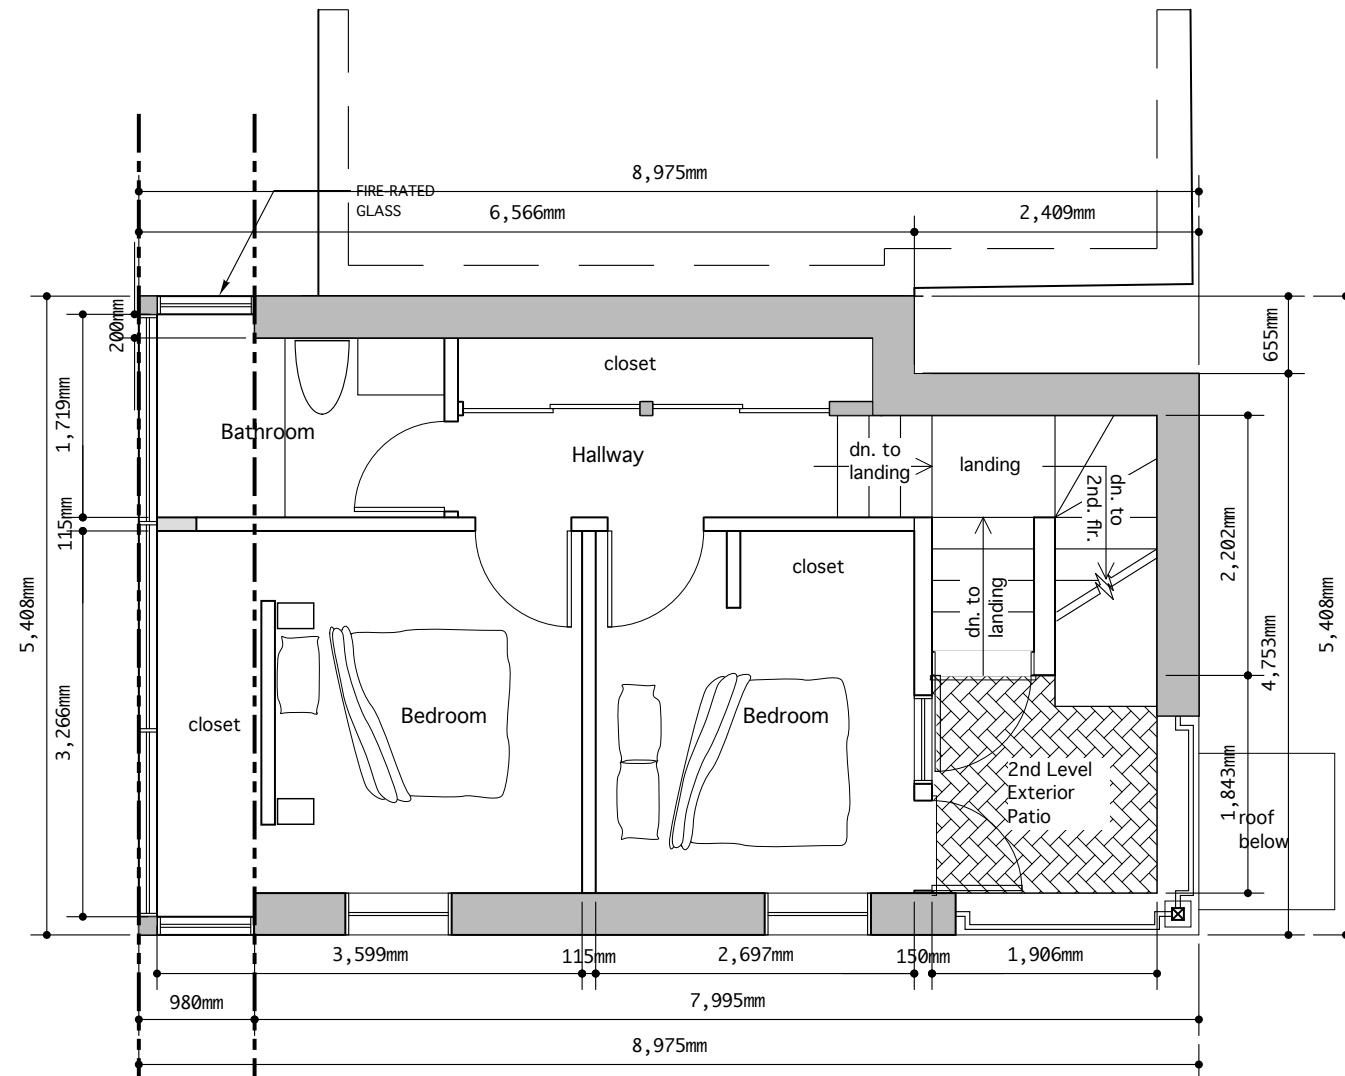 8,975mm
FIRE-RATED
GLASS
6,566mm
2,409mm
200mm
655mm
closet
1,719mm
Bathroom
Hallway
dn. to
landing
landing
dn. to
2nd. flr.
115mm
2,202mm
closet
5,408mm
dn. to
landing
5,408mm
4,753mm
3,266mm
closet
Bedroom
Bedroom
2nd Level
Exterior
Patio
1,843mm
roof
below
3,599mm
115mm
2,697mm
150mm
1,906mm
980mm
7,995mm
8,975mm